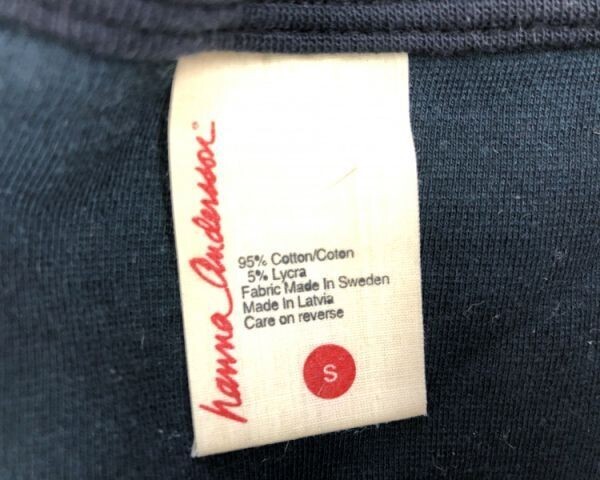 hanna Andersson
95% Cotton/Coton
5% Lycra
Fabric Made In Sweden
Made In Latvia
Care on reverse
S